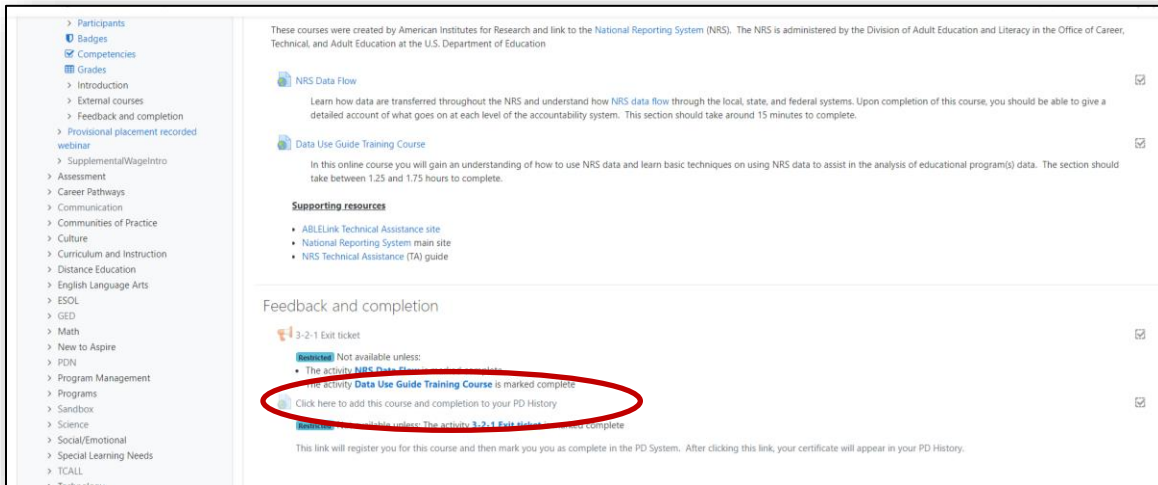 > Participants
Badges
Competencies
Grades
> Introduction
> External courses
> Feedback and completion
> Provisional placement recorded
webinar
> SupplementalWageIntro
> Assessment
> Career Pathways
> Communication
> Communities of Practice
> Culture
> Curriculum and Instruction
> Distance Education
> English Language Arts
> ESOL
> GED
> Math
> New to Aspire
> PDN
> Program Management
> Programs
> Sandbox
> Science
> Social/Emotional
> Special Learning Needs
> TCALL
These courses were created by American Institutes for Research and link to the National Reporting System (NRS). The NRS is administered by the Division of Adult Education and Literacy in the Office of Career,
Technical, and Adult Education at the U.S. Department of Education
NRS Data Flow
Learn how data are transferred throughout the NRS and understand how NRS data flow through the local, state, and federal systems. Upon completion of this course, you should be able to give a
detailed account of what goes on at each level of the accountability system. This section should take around 15 minutes to complete.
Data Use Guide Training Course
In this online course you will gain an understanding of how to use NRS data and learn basic techniques on using NRS data to assist in the analysis of educational program(s) data. The section should
take between 1.25 and 1.75 hours to complete.
Supporting resources
• ABLELink Technical Assistance site
• National Reporting System main site
• NRS Technical Assistance (TA) guide
Feedback and completion
3-2-1 Exit ticket
Restricted Not available unless:
• The activity NRS Data Flow is marked complete
The activity Data Use Guide Training Course is marked complete
Click here to add this course and completion to your PD History
Restricted Not available unless: The activity 3-2-1 Exit ticket marked complete
This link will register you for this course and then mark you you as complete in the PD System. After clicking this link, your certificate will appear in your PD History.